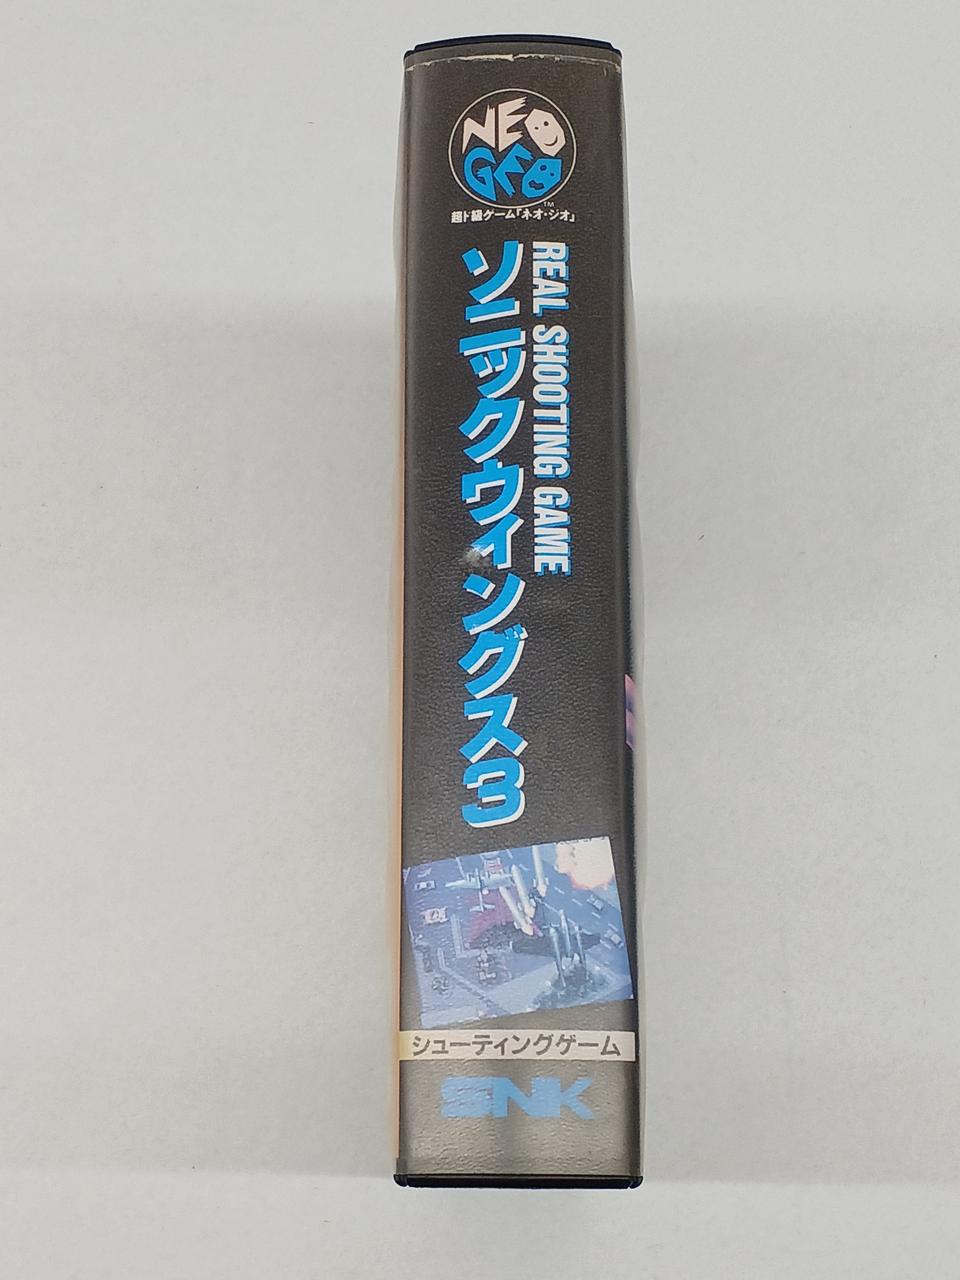 NEO
GEO
TM
超ド級ゲーム「ネオ・ジオ」
REAL SHOOTING GAME
ソニックウィングス3
シューティングゲーム
SNK